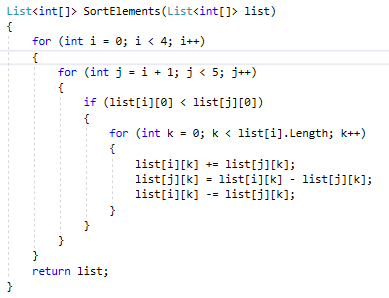 List<int[]> SortElements(List<int[]> list)
{
    for (int i = 0; i < 4; i++)
    {
        for (int j = i + 1; j < 5; j++)
        {
            if (list[i][0] < list[j][0])
            {
                for (int k = 0; k < list[i].Length; k++)
                {
                    list[i][k] += list[j][k];
                    list[j][k] = list[i][k] - list[j][k];
                    list[i][k] -= list[j][k];
                }
            }
        }
    }
    return list;
}